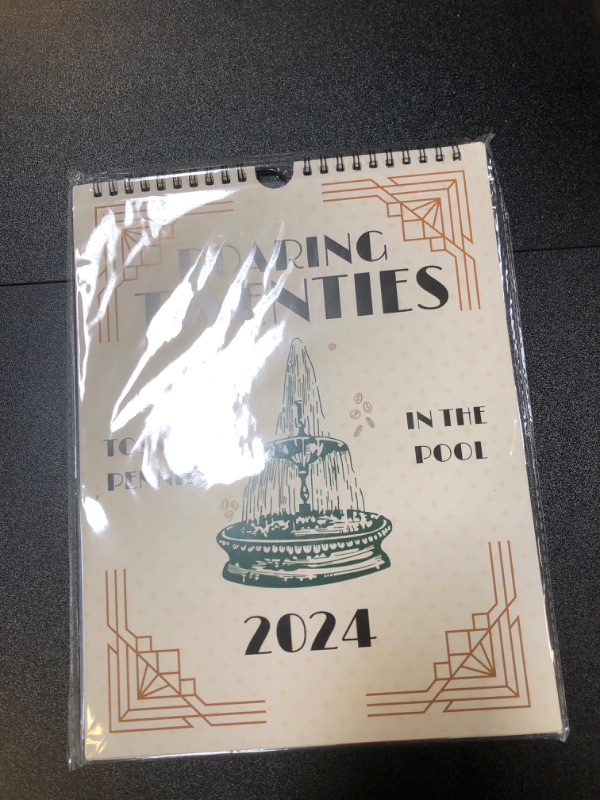 ROARING
TWENTIES
IN THE
POOL
2024